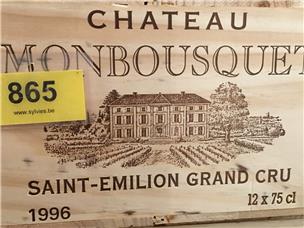 CHATEAU
MONBOUSQUET
865
www.sylvies.be
SAINT-EMILION GRAND CRU
12 x 75 cl
1996